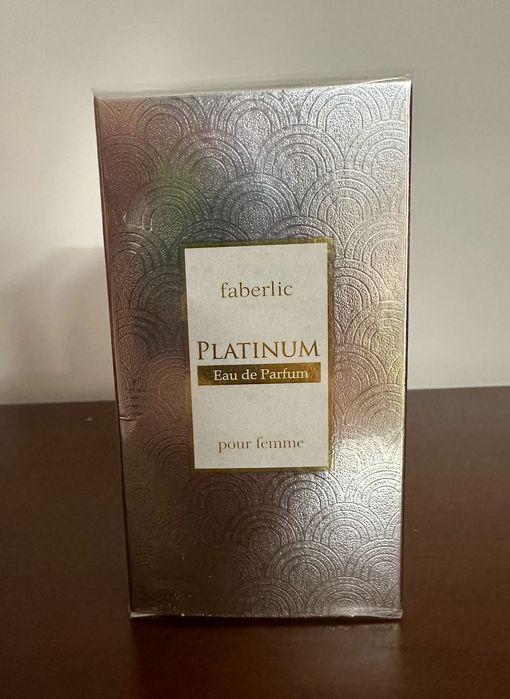 faberlic
PLATINUM
Eau de Parfum
pour femme